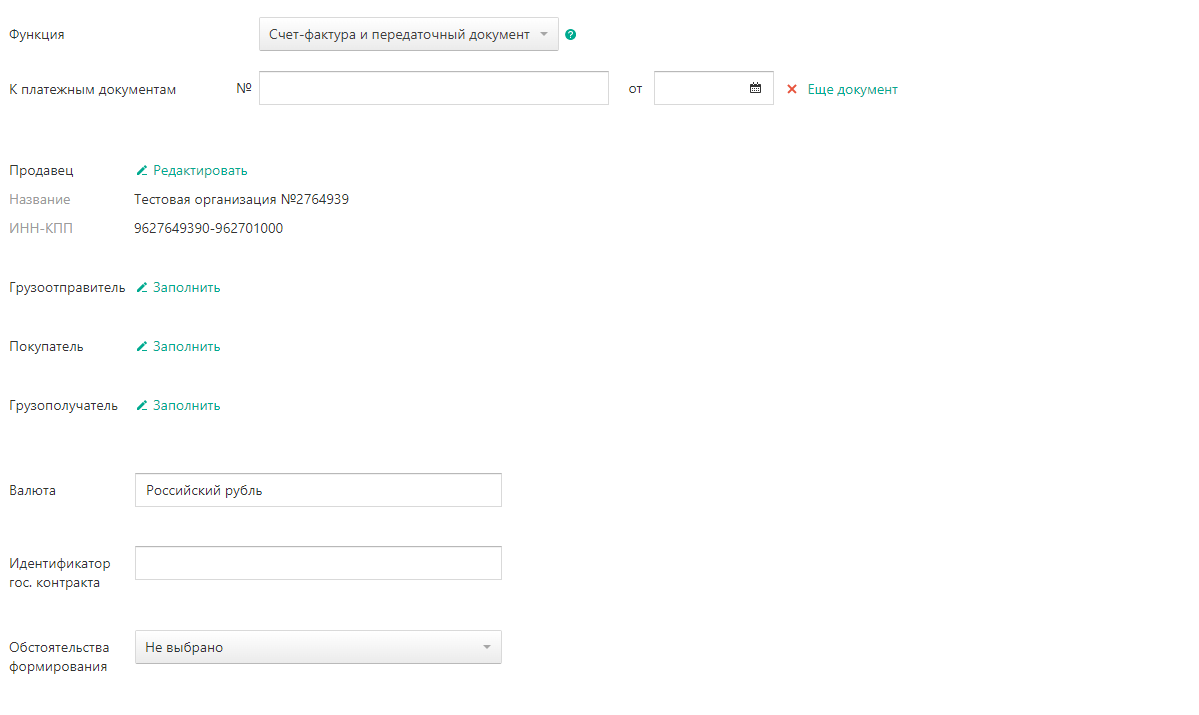 Функция Счет-фактура и передаточный документ ?
К платежным документам № от Еще документ
Продавец Редактировать
Название Тестовая организация №2764939
ИНН-КПП 9627649390-962701000
Грузоотправитель Заполнить
Покупатель Заполнить
Грузополучатель Заполнить
Валюта Российский рубль
Идентификатор
гос. контракта
Обстоятельства Не выбрано
формирования